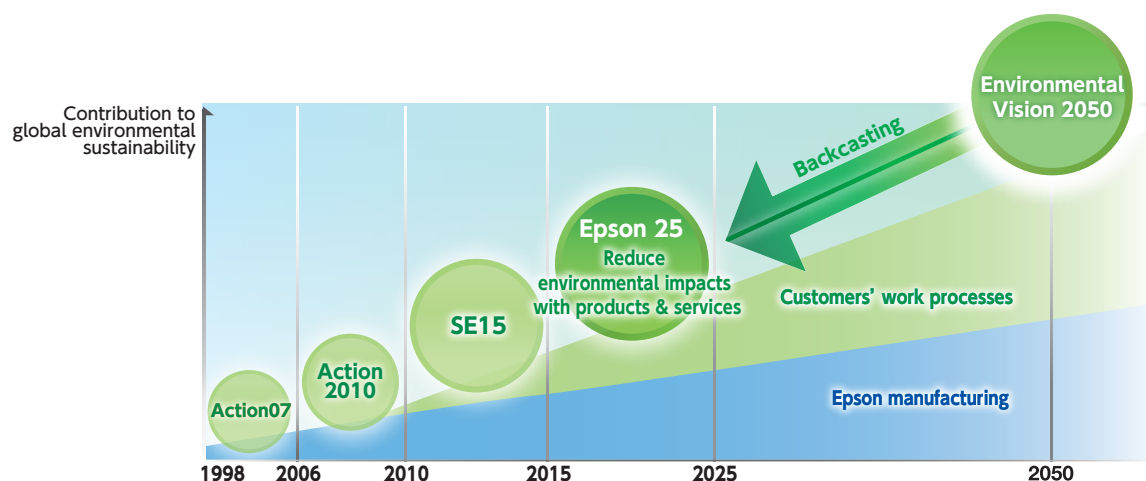 Contribution to
global environmental
sustainability
Environmental
Vision 2050
Backcasting
Epson 25
Reduce
environmental impacts
with products & services
SE15
Action
2010
Action07
Customers' work processes
Epson manufacturing
1998
2006
2010
2015
2025
2050